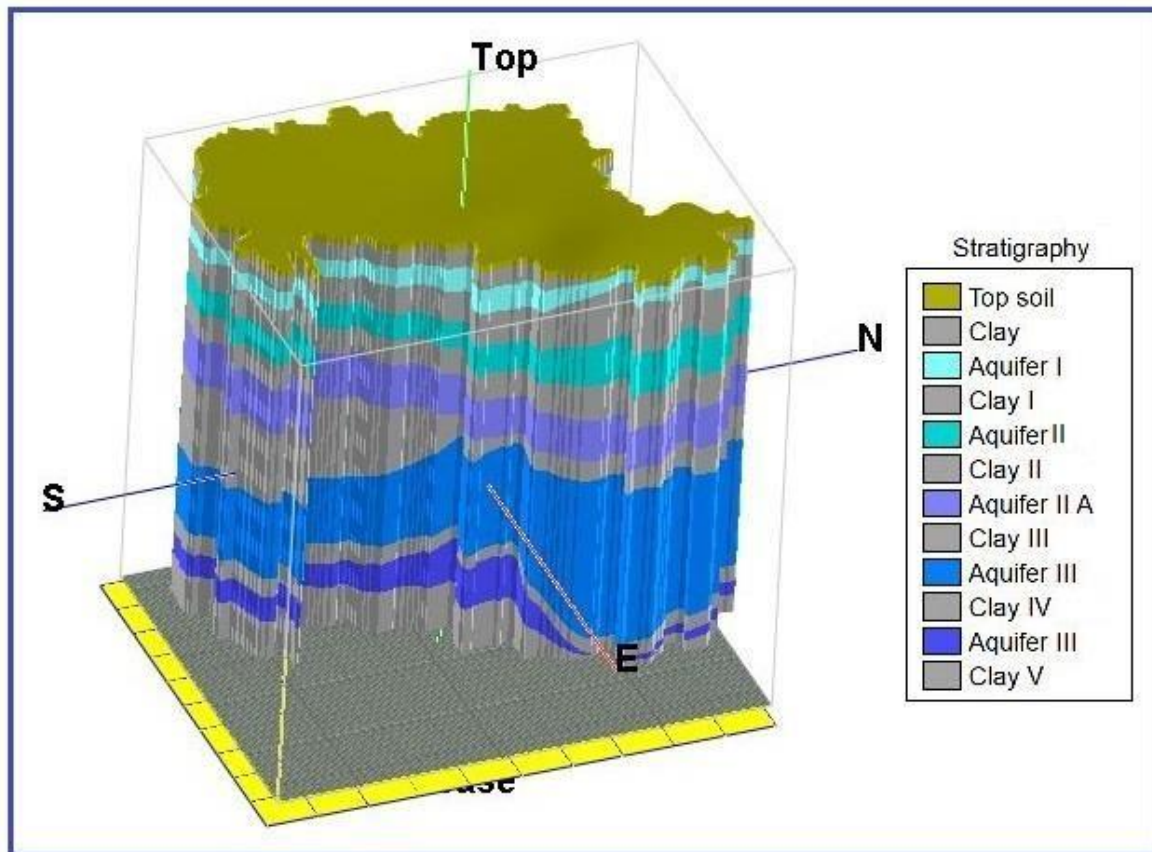 Top
N
S
E
Stratigraphy
Top soil
Clay
Aquifer I
Clay I
Aquifer II
Clay II
Aquifer II A
Clay III
Aquifer III
Clay IV
Aquifer III
Clay V